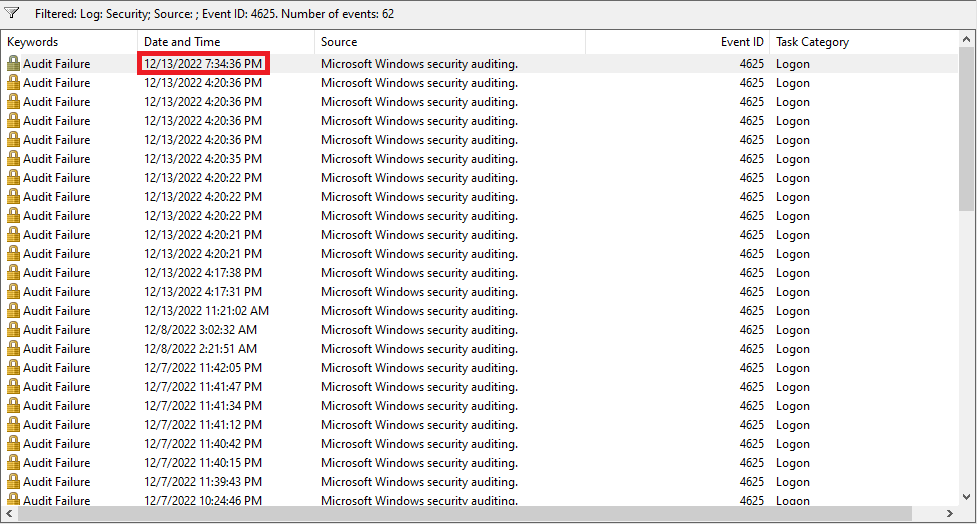 Filtered: Log: Security; Source: ; Event ID: 4625. Number of events: 62
Keywords Date and Time Source Event ID Task Category
Audit Failure 12/13/2022 7:34:36 PM Microsoft Windows security auditing. 4625 Logon
Audit Failure 12/13/2022 4:20:36 PM Microsoft Windows security auditing. 4625 Logon
Audit Failure 12/13/2022 4:20:36 PM Microsoft Windows security auditing. 4625 Logon
Audit Failure 12/13/2022 4:20:36 PM Microsoft Windows security auditing. 4625 Logon
Audit Failure 12/13/2022 4:20:36 PM Microsoft Windows security auditing. 4625 Logon
Audit Failure 12/13/2022 4:20:35 PM Microsoft Windows security auditing. 4625 Logon
Audit Failure 12/13/2022 4:20:22 PM Microsoft Windows security auditing. 4625 Logon
Audit Failure 12/13/2022 4:20:22 PM Microsoft Windows security auditing. 4625 Logon
Audit Failure 12/13/2022 4:20:22 PM Microsoft Windows security auditing. 4625 Logon
Audit Failure 12/13/2022 4:20:21 PM Microsoft Windows security auditing. 4625 Logon
Audit Failure 12/13/2022 4:20:21 PM Microsoft Windows security auditing. 4625 Logon
Audit Failure 12/13/2022 4:17:38 PM Microsoft Windows security auditing. 4625 Logon
Audit Failure 12/13/2022 4:17:31 PM Microsoft Windows security auditing. 4625 Logon
Audit Failure 12/13/2022 11:21:02 AM Microsoft Windows security auditing. 4625 Logon
Audit Failure 12/8/2022 3:02:32 AM Microsoft Windows security auditing. 4625 Logon
Audit Failure 12/8/2022 2:21:51 AM Microsoft Windows security auditing. 4625 Logon
Audit Failure 12/7/2022 11:42:05 PM Microsoft Windows security auditing. 4625 Logon
Audit Failure 12/7/2022 11:41:47 PM Microsoft Windows security auditing. 4625 Logon
Audit Failure 12/7/2022 11:41:34 PM Microsoft Windows security auditing. 4625 Logon
Audit Failure 12/7/2022 11:41:12 PM Microsoft Windows security auditing. 4625 Logon
Audit Failure 12/7/2022 11:40:42 PM Microsoft Windows security auditing. 4625 Logon
Audit Failure 12/7/2022 11:40:15 PM Microsoft Windows security auditing. 4625 Logon
Audit Failure 12/7/2022 11:39:43 PM Microsoft Windows security auditing. 4625 Logon
Audit Failure 12/7/2022 10:24:46 PM Microsoft Windows security auditing. 4625 Logon